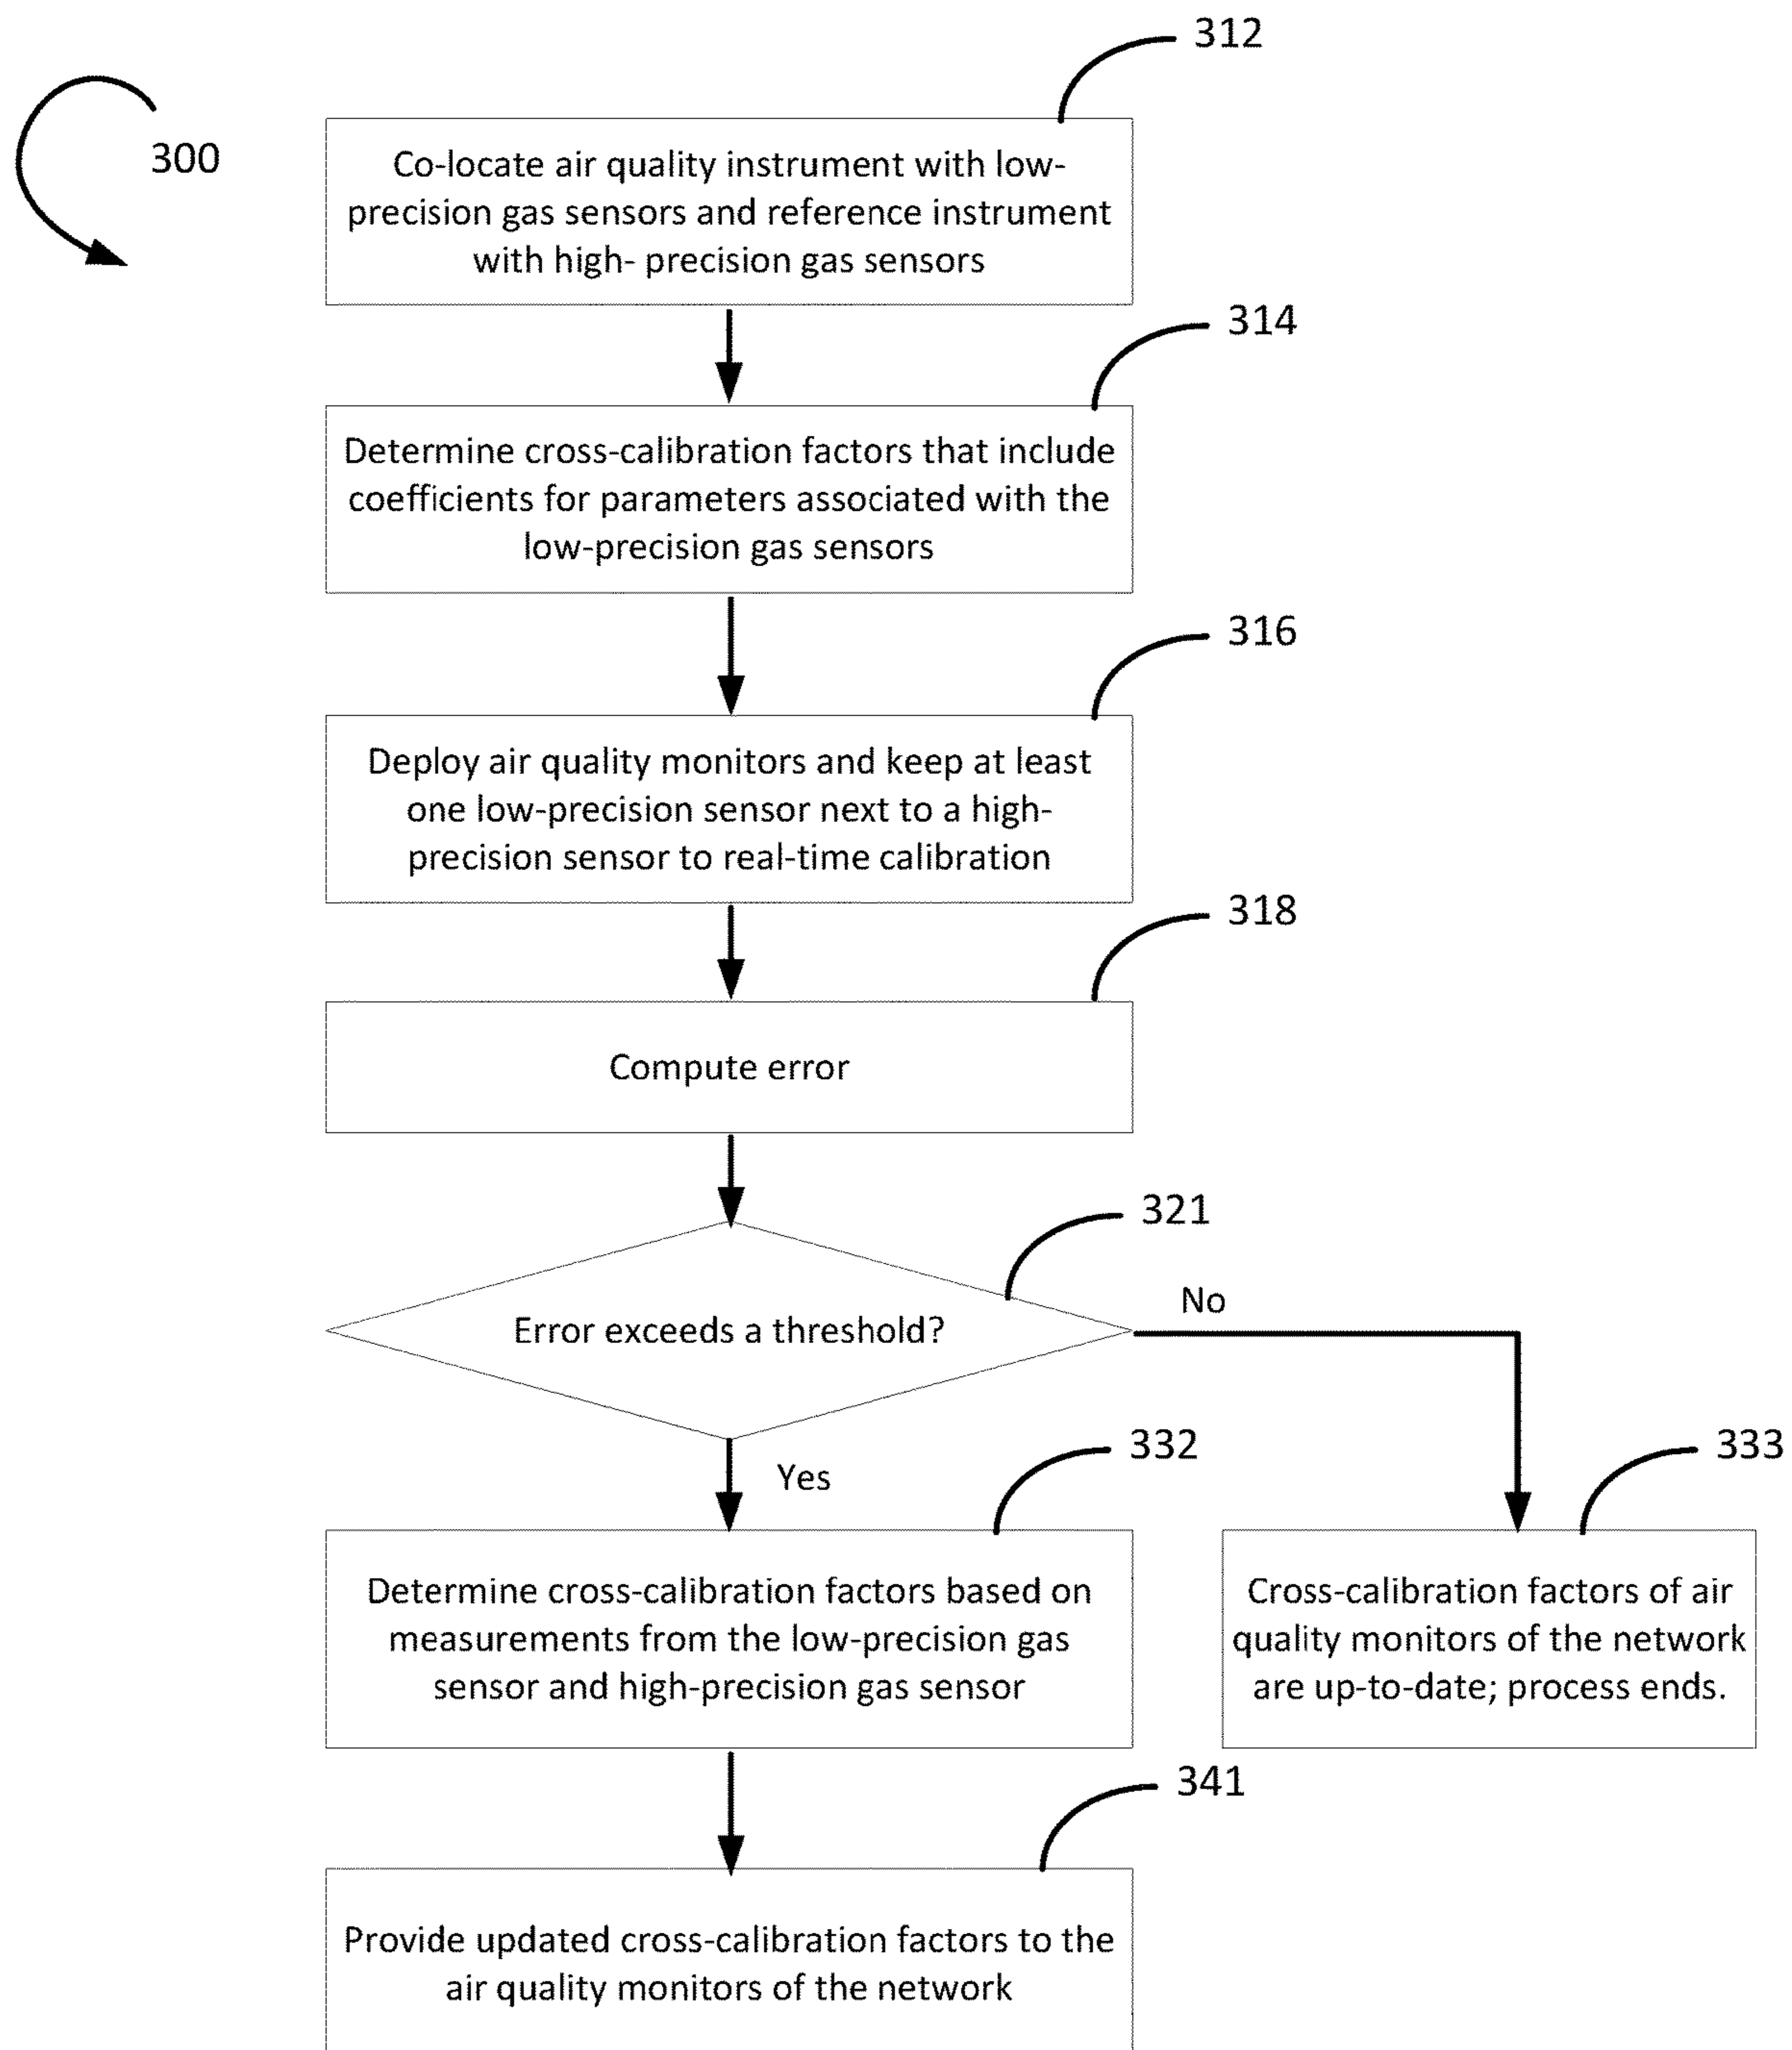 312
300
Co-locate air quality instrument with low-
precision gas sensors and reference instrument
with high- precision gas sensors
314
Determine cross-calibration factors that include
coefficients for parameters associated with the
low-precision gas sensors
316
Deploy air quality monitors and keep at least
one low-precision sensor next to a high-
precision sensor to real-time calibration
318
Compute error
321
Error exceeds a threshold?
No
Yes
332
333
Determine cross-calibration factors based on
measurements from the low-precision gas
sensor and high-precision gas sensor
Cross-calibration factors of air
quality monitors of the network
are up-to-date; process ends.
341
Provide updated cross-calibration factors to the
air quality monitors of the network